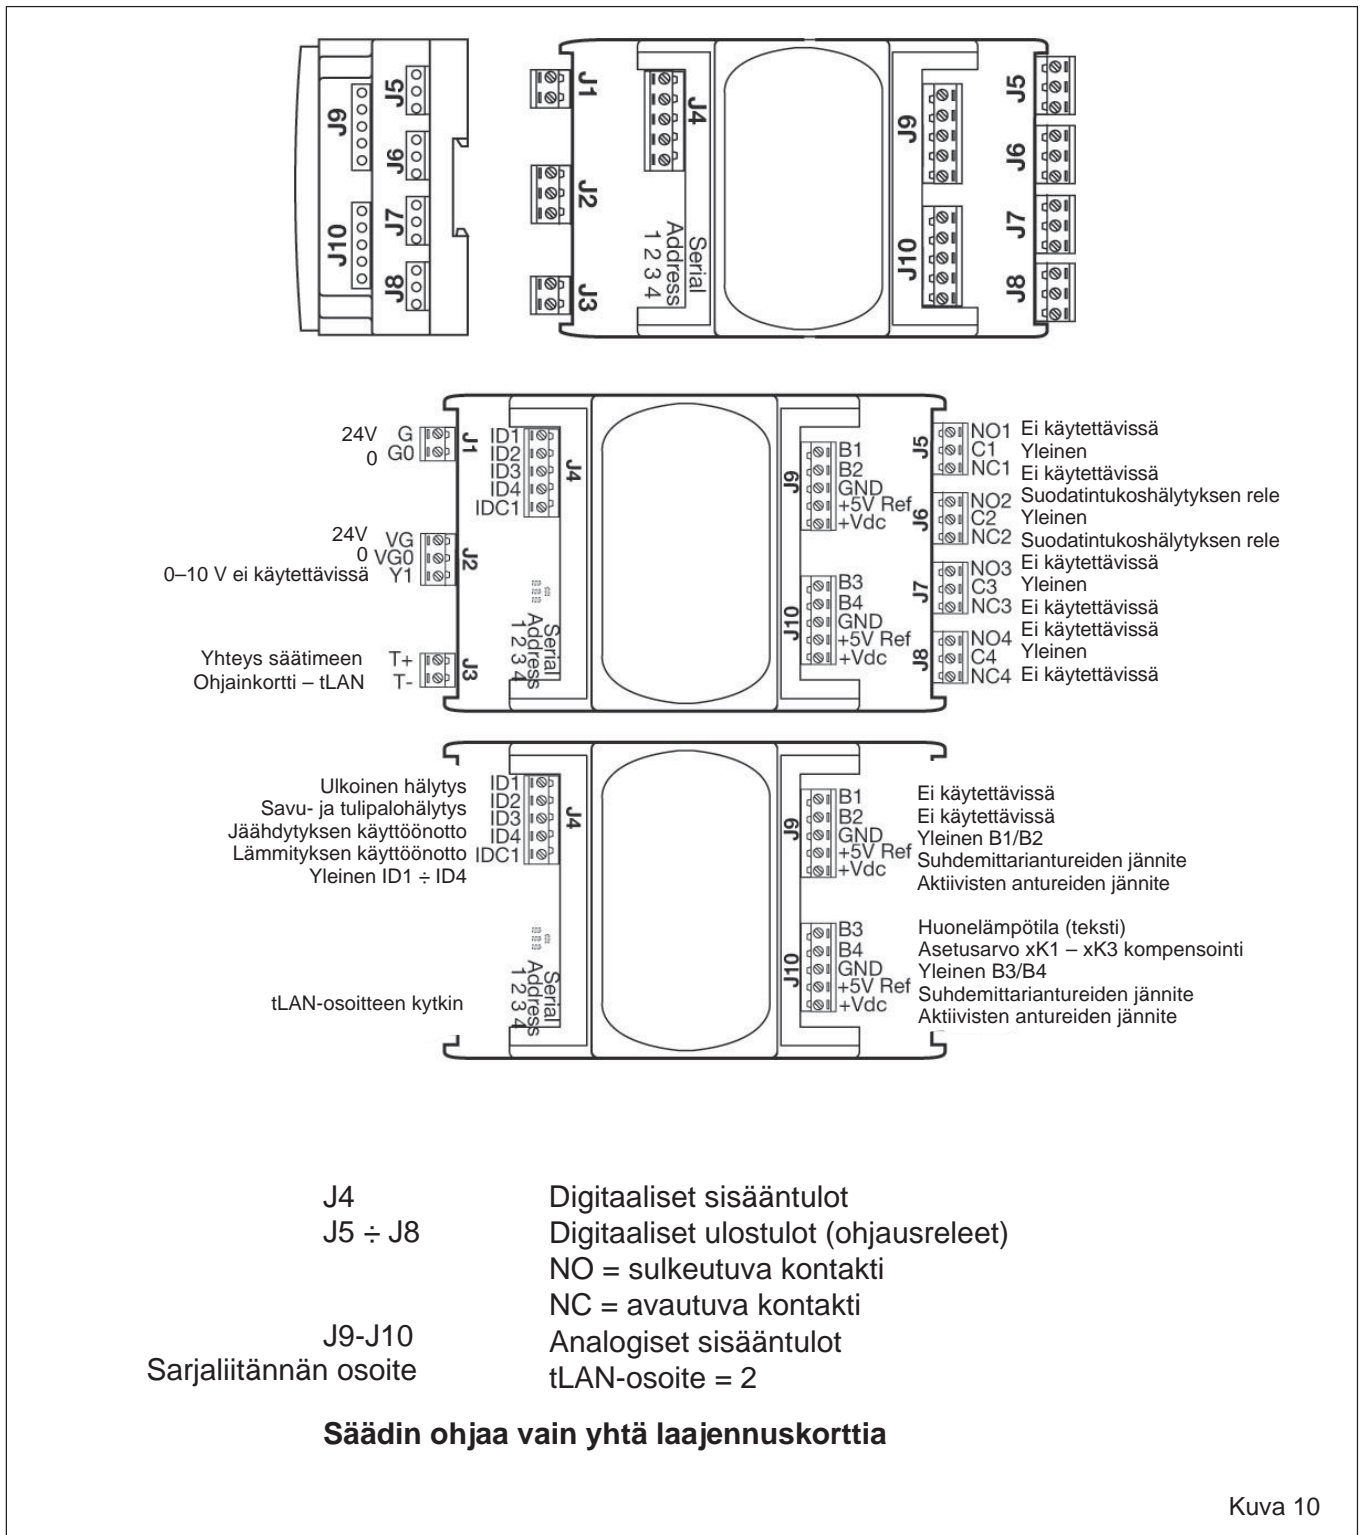 J9
J5
J6
J10
J7
J8
J1
J2
J3
J4
Serial
Address
1 2 3 4
J9
J10
J5
J6
J7
J8
24V G
0 G0
J1
24V VG
0 VG0
0–10 V ei käytettävissä Y1
J2
Yhteys säätimeen T+
Ohjainkortti – tLAN T-
J3
ID1
ID2
ID3
ID4
IDC1
J4
Serial
Address
1 2 3 4
J9
B1
B2
GND
+5V Ref
+Vdc
J10
B3
B4
GND
+5V Ref
+Vdc
J5
NO1 Ei käytettävissä
C1 Yleinen
NC1 Ei käytettävissä
J6
NO2 Suodatintukoshälytyksen rele
C2 Yleinen
NC2 Suodatintukoshälytyksen rele
J7
NO3 Ei käytettävissä
C3 Yleinen
NC3 Ei käytettävissä
J8
NO4 Ei käytettävissä
C4 Yleinen
NC4 Ei käytettävissä
Ulkoinen hälytys ID1
Savu- ja tulipalohälytys ID2
Jäähdytyksen käyttöönotto ID3
Lämmityksen käyttöönotto ID4
Yleinen ID1 ÷ ID4 IDC1
J4
tLAN-osoitteen kytkin
Serial
Address
1 2 3 4
J9
B1 Ei käytettävissä
B2 Ei käytettävissä
GND Yleinen B1/B2
+5V Ref Suhdemittariantureiden jännite
+Vdc Aktiivisten antureiden jännite
J10
B3 Huonelämpötila (teksti)
B4 Asetusarvo xK1 – xK3 kompensointi
GND Yleinen B3/B4
+5V Ref Suhdemittariantureiden jännite
+Vdc Aktiivisten antureiden jännite
J4 Digitaaliset sisääntulot
J5 ÷ J8 Digitaaliset ulostulot (ohjausreleet)
NO = sulkeutuva kontakti
NC = avautuva kontakti
J9-J10 Analogiset sisääntulot
Sarjaliitännän osoite tLAN-osoite = 2
Säädin ohjaa vain yhtä laajennuskorttia
Kuva 10